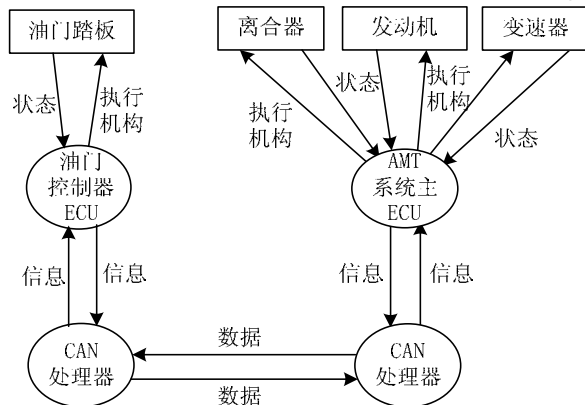 油门踏板
离合器
发动机
变速器
状态
执行
机构
执行
机构
状态
执行
机构
状态
油门
控制器
ECU
AMT
系统主
ECU
信息
信息
信息
信息
CAN
处理器
数据
数据
CAN
处理器